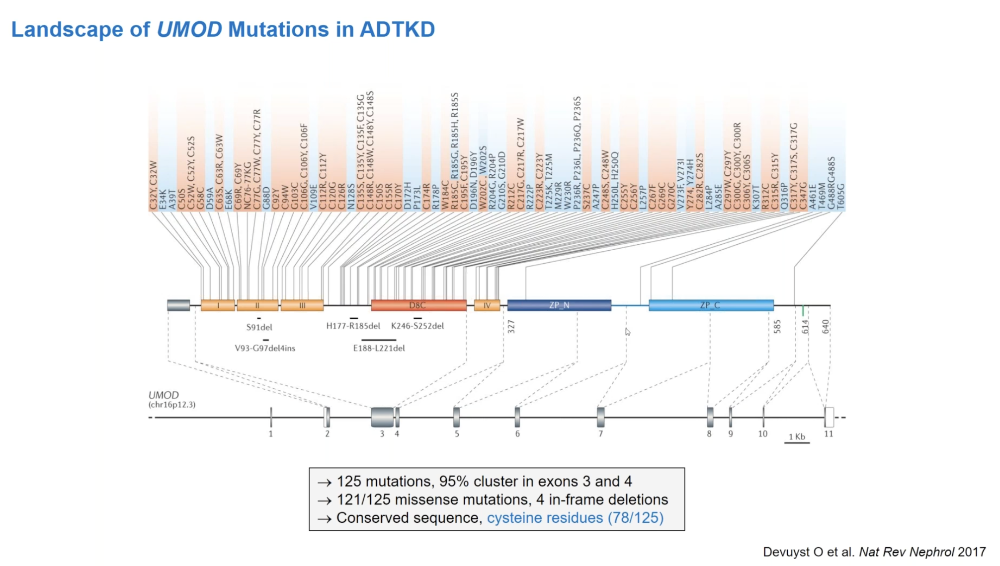 Landscape of UMOD Mutations in ADTKD
C32Y, C32W
E34K
A39T
C50S
C52W, C52Y, C52S
G58C
D59A
C63S, C63R, C63W
E68K
C69R, C69Y
NC76-77KG
C77G, C77W, C77Y, C77R
G88D
C92Y
C94W
G103C
C106G, C106Y, C106F
V109E
C112R, C112Y
C120G
C126R
N128S
C135S, C135Y, C135F, C135G
C148R, C148W, C148Y, C148S
C150S
C155R
C170Y
D172H
P173L
C174R
R178P
W184C
R185C, R185G, R185H, R185S
C195F, C195Y
D196N, D196Y
W202C, W202S
R204G, R204P
G210S, G210D
R212C
C217G, C217R, C217W
R222P
C223R, C223Y
T225K, T225M
M229R
W230R
P236R, P236L, P236Q, P236S
S237C
A247P
C248S, C248W
H250L, H250Q
C255Y
C256Y
L257P
C267F
G269C
G270C
V273F, V273I
Y274, Y274H
C282R, C282S
L284P
A285E
C297W, C297Y
C300G, C300Y, C300R
C306Y, C306S
K307T
R312C
C315R, C315Y
Q316P
C317Y, C317S, C317G
C347G
A461E
T469M
G488RG488S
T605G
I
II
III
D8C
IV
ZP_N
ZP_C
S91del
V93-G97del4ins
H177-R185del
K246-S252del
E188-L221del
327
585
614
640
UMOD
(chr16p12.3)
1
2
3
4
5
6
7
8
9
10
11
1 Kb
→ 125 mutations, 95% cluster in exons 3 and 4
→ 121/125 missense mutations, 4 in-frame deletions
→ Conserved sequence, cysteine residues (78/125)
Devuyst O et al. Nat Rev Nephrol 2017